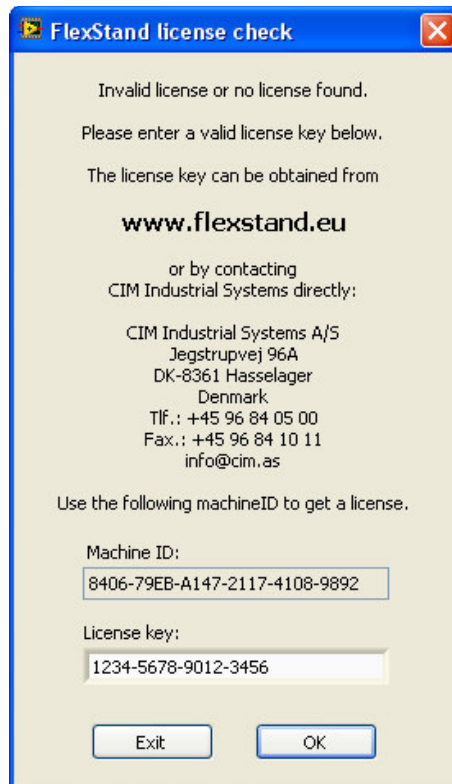 FlexStand license check
Invalid license or no license found.
Please enter a valid license key below.
The license key can be obtained from
www.flexstand.eu
or by contacting
CIM Industrial Systems directly:
CIM Industrial Systems A/S
Jegstrupvej 96A
DK-8361 Hasselager
Denmark
Tlf.: +45 96 84 05 00
Fax.: +45 96 84 10 11
info@cim.as
Use the following machineID to get a license.
Machine ID:
8406-79EB-A147-2117-4108-9892
License key:
1234-5678-9012-3456
Exit OK